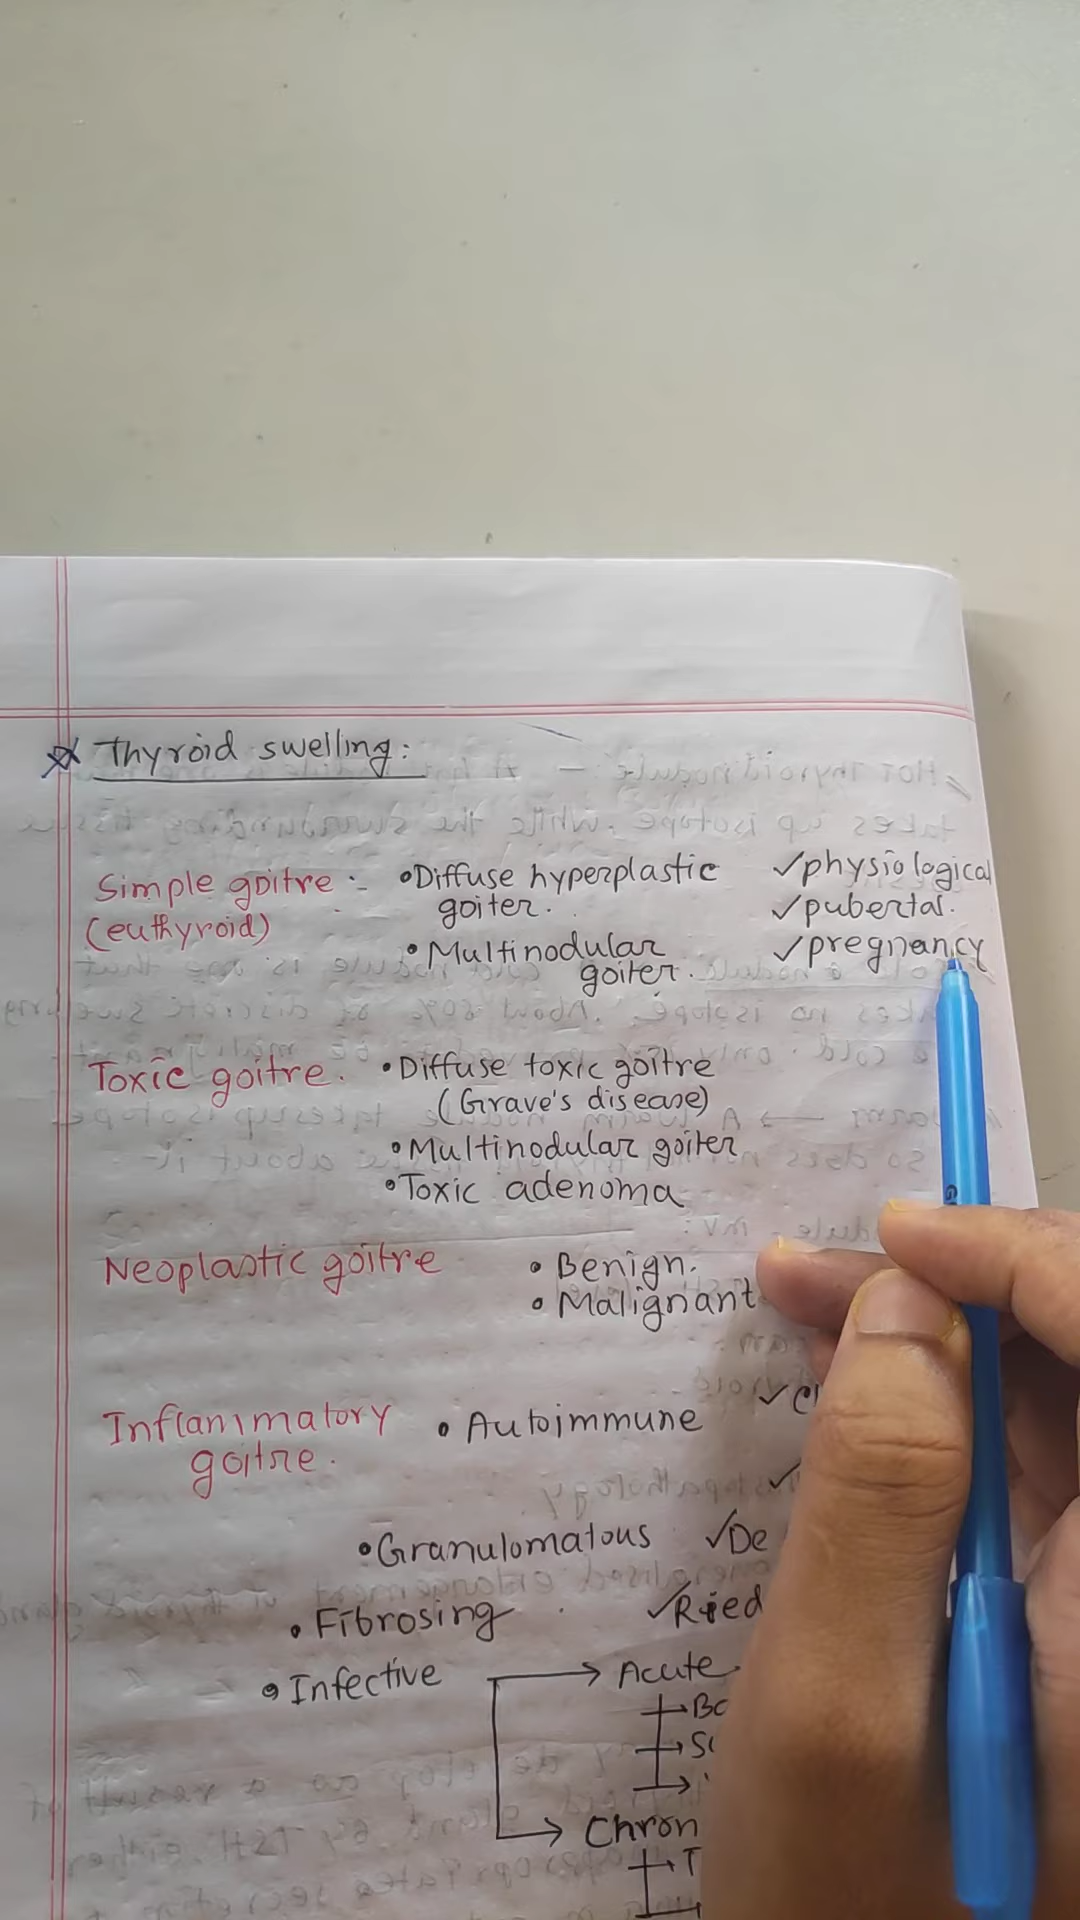 Thyroid swelling:
Simple goitre :- • Diffuse hyperplastic ✓physiological
(euthyroid) goiter. ✓pubertal.
• Multinodular ✓pregnancy
goiter.
Toxic goitre. • Diffuse toxic goitre
(Grave's disease)
• Multinodular goiter
• Toxic adenoma
Neoplastic goitre • Benign.
• Malignant
Inflammatory • Autoimmune
goitre.
• Granulomatous ✓De
• Fibrosing ✓Ried
• Infective → Acute
→ Chron